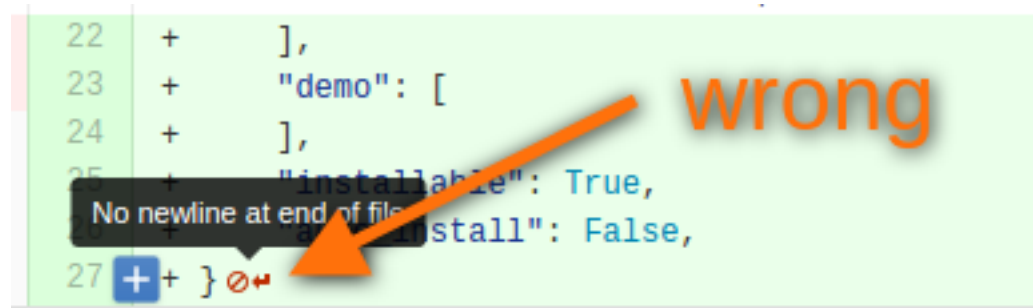 22 + ],
23 + "demo": [
wrong
24 + ],
25 + "installable": True,
No newline at end of file
26 + "auto_install": False,
27 + + }